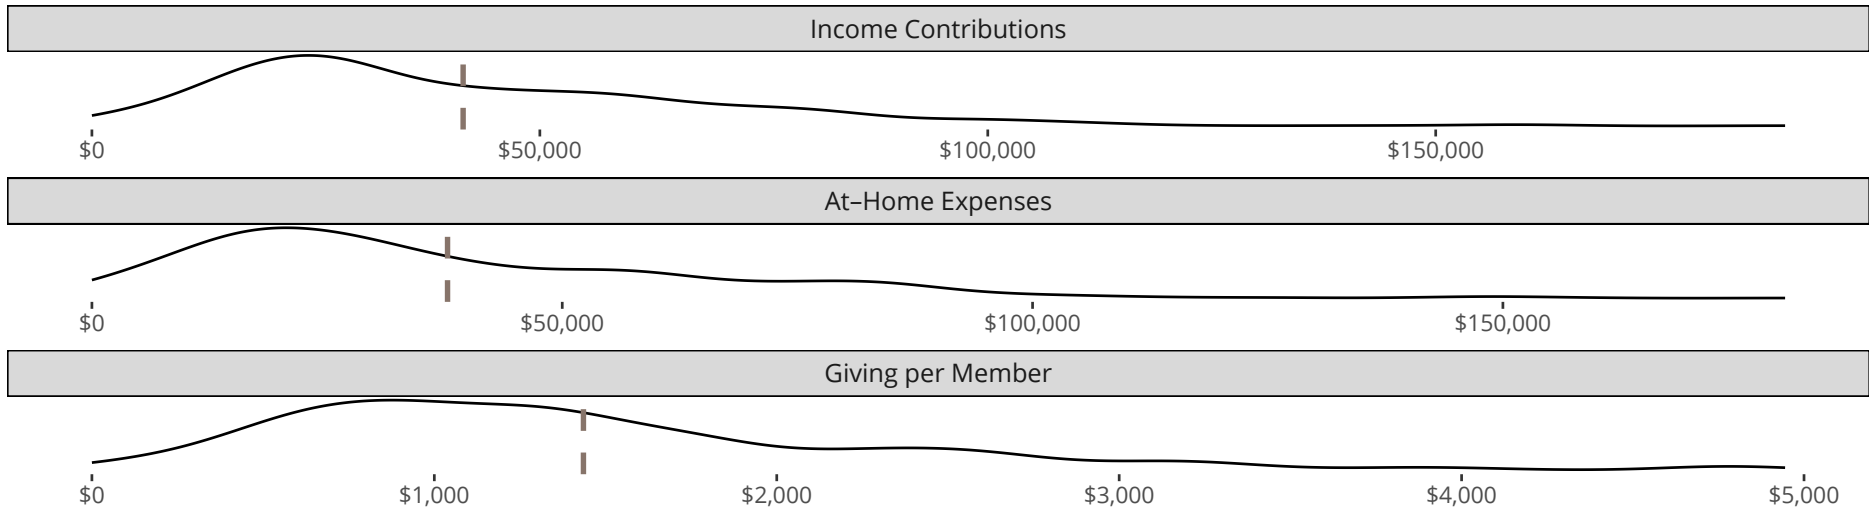 Income Contributions
$0 $50,000 $100,000 $150,000
At–Home Expenses
$0 $50,000 $100,000 $150,000
Giving per Member
$0 $1,000 $2,000 $3,000 $4,000 $5,000